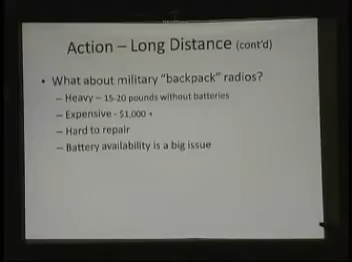 Action – Long Distance (cont'd)
• What about military "backpack" radios?
– Heavy – 15-20 pounds without batteries
– Expensive - $1,000 +
– Hard to repair
– Battery availability is a big issue